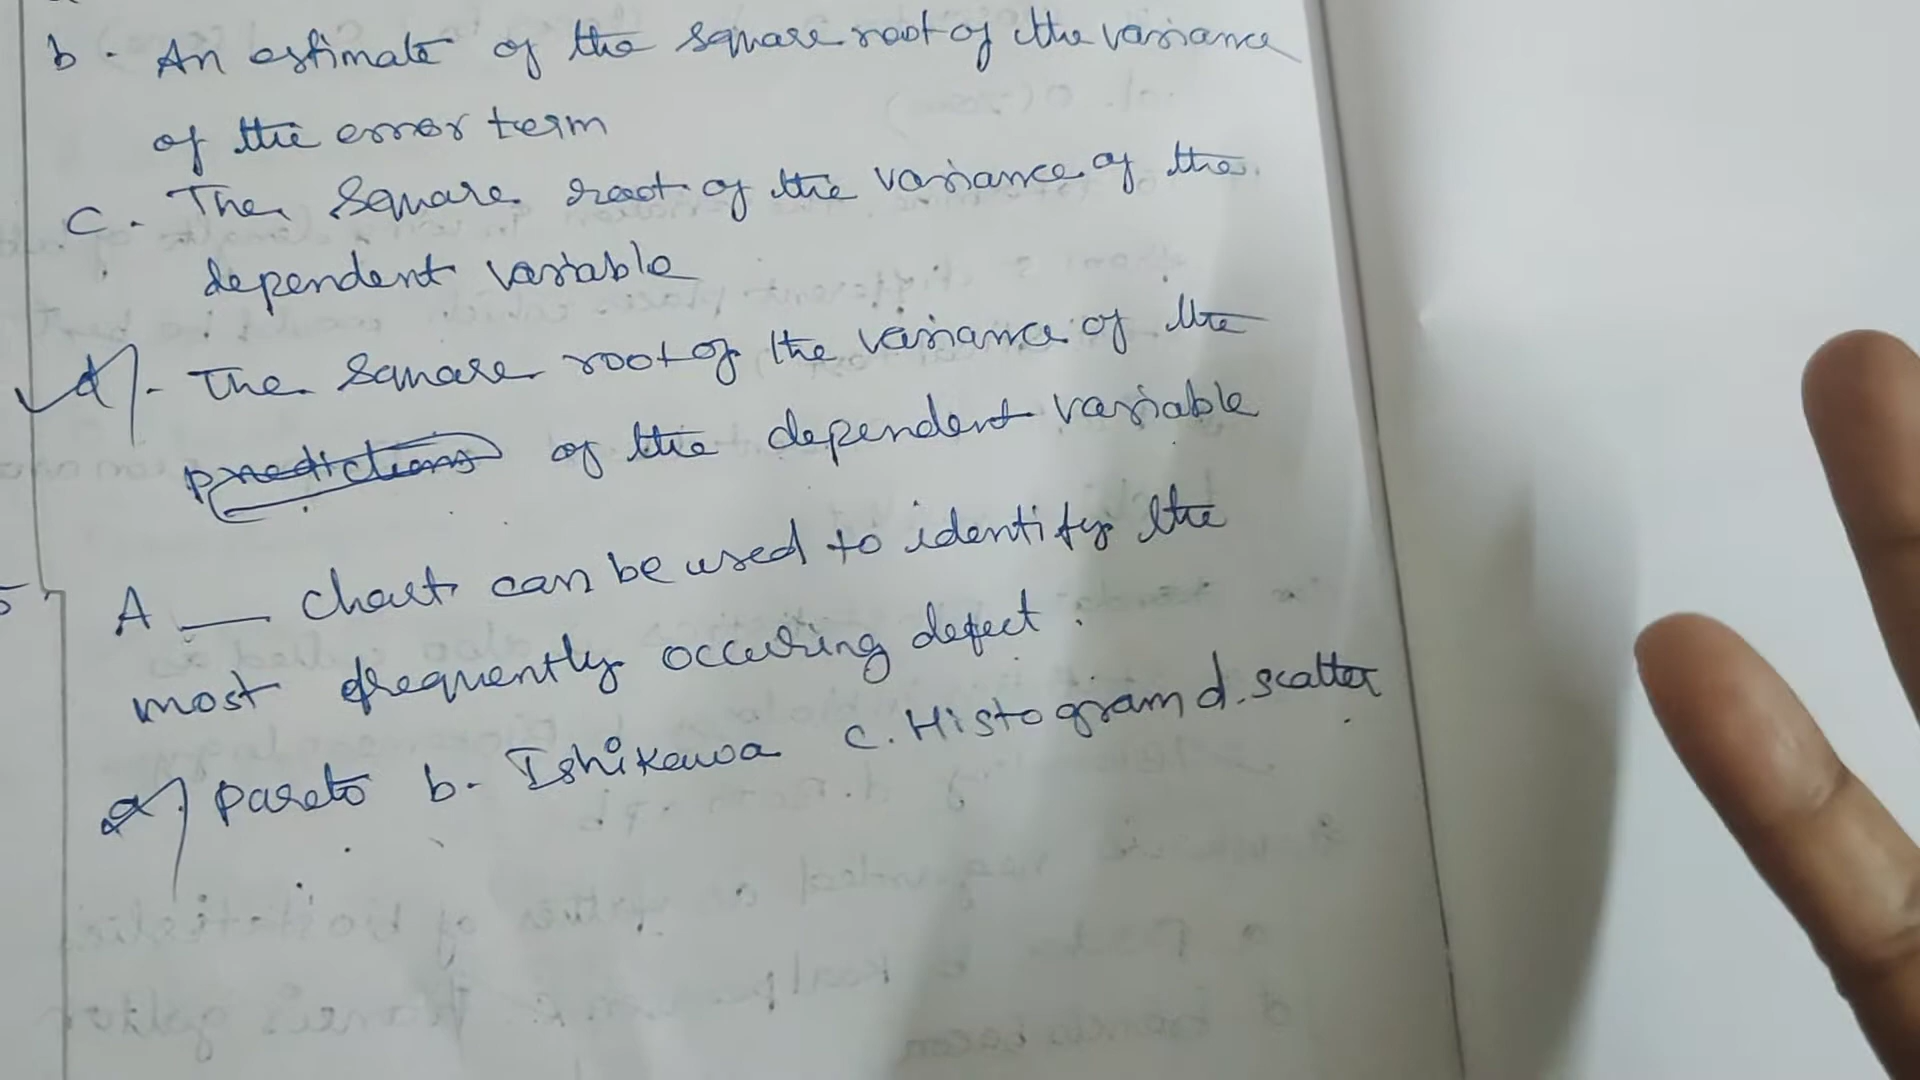 b. An estimate of the square root of the variance
of the error term
c. The square root of the variance of the
dependent variable
d. The square root of the variance of the
predictions of the dependent variable
5
A ___ chart can be used to identify the
most frequently occuring defect.
a) pareto b. Ishikawa c. Histogram d. scatter